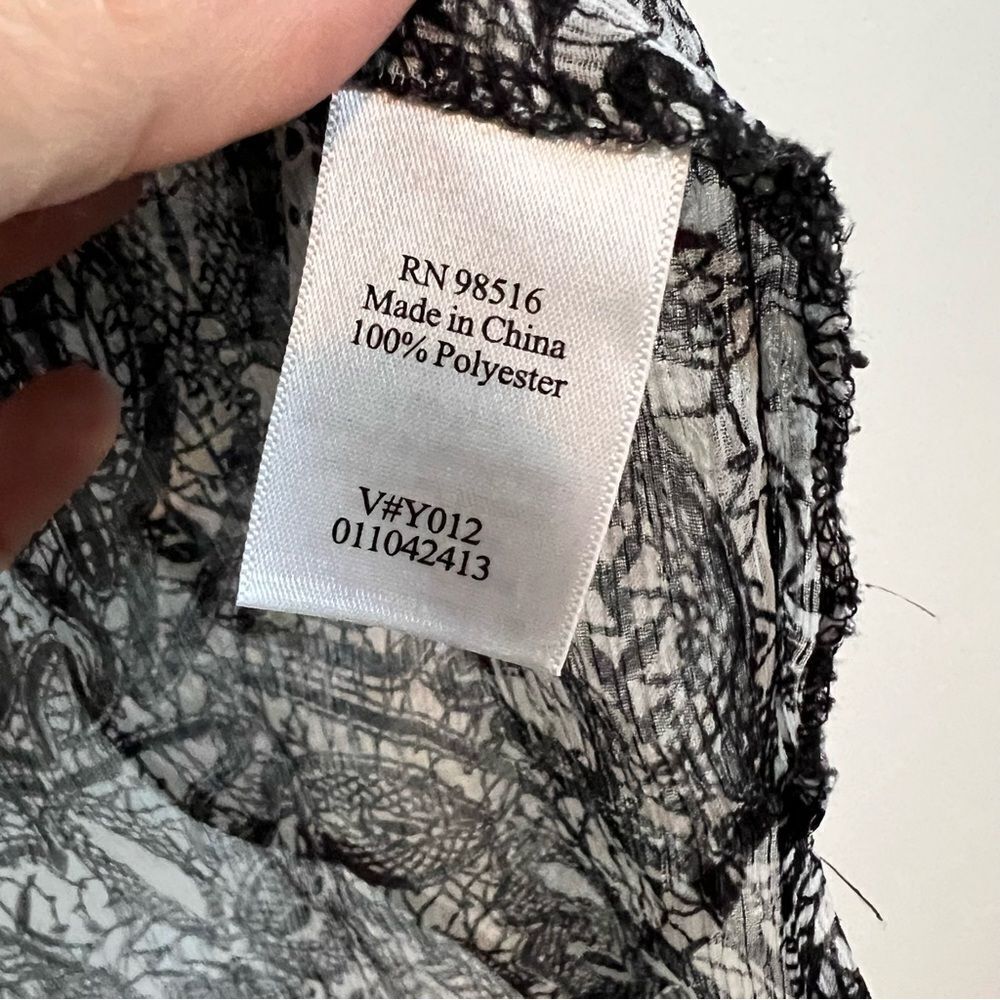 RN 98516
Made in China
100% Polyester
V#Y012
011042413